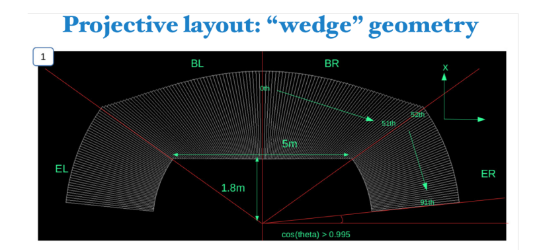 Projective layout: “wedge” geometry
1
BL
BR
X
0th
51th
52th
5m
EL
ER
1.8m
91th
cos(theta) > 0.995